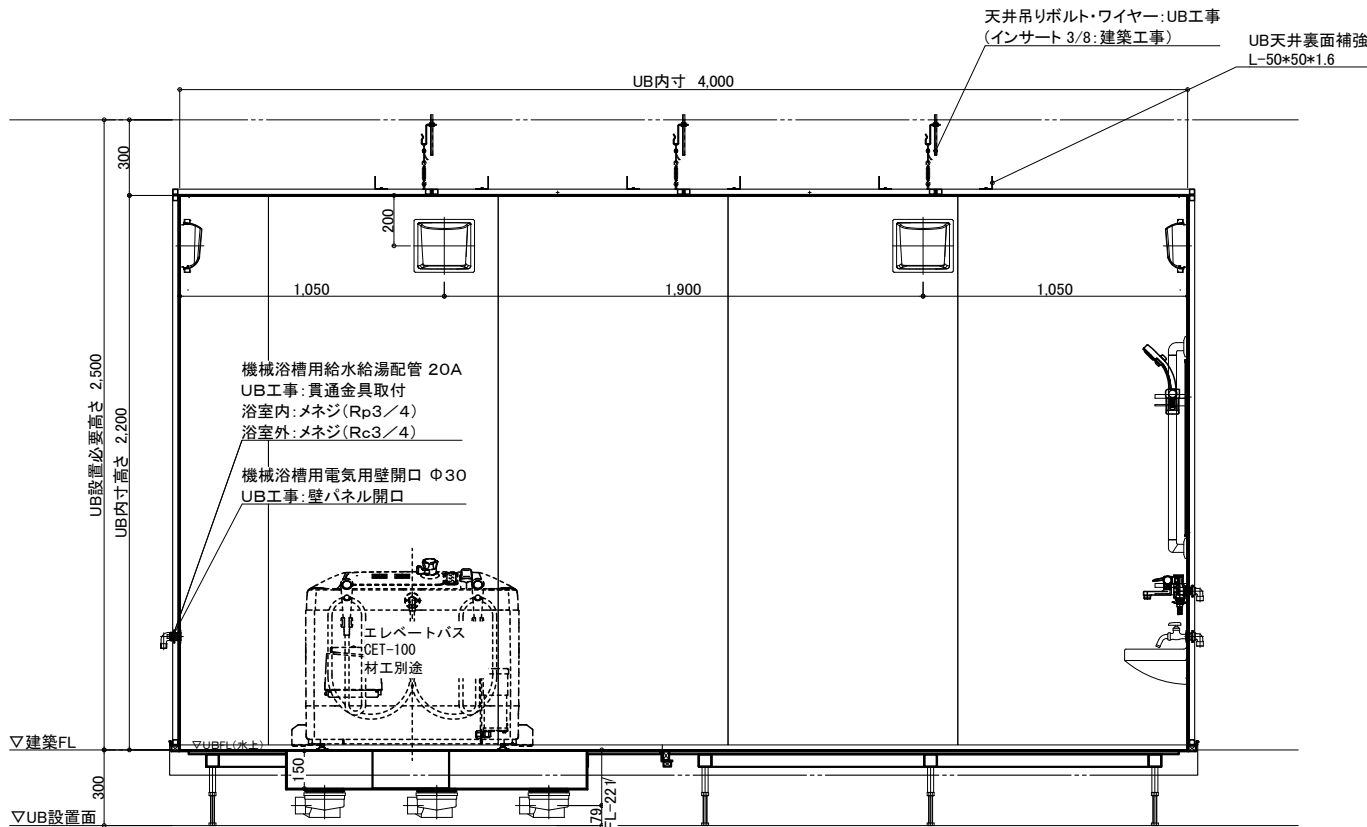 天井吊りボルト・ワイヤー:UB工事
(インサート 3/8:建築工事)
UB天井裏面補強
L-50*50*1.6
UB内寸 4,000
300
200
1,050
1,900
1,050
UB設置必要高さ 2,500
UB内寸高さ 2,200
機械浴槽用給水給湯配管 20A
UB工事:貫通金具取付
浴室内:メネジ(Rp3/4)
浴室外:メネジ(Rc3/4)
機械浴槽用電気用壁開口 Φ30
UB工事:壁パネル開口
エレベートバス
CET-100
材工別途
▽建築FL
▽UBFL(水上)
150
300
79
FL-221
▽UB設置面